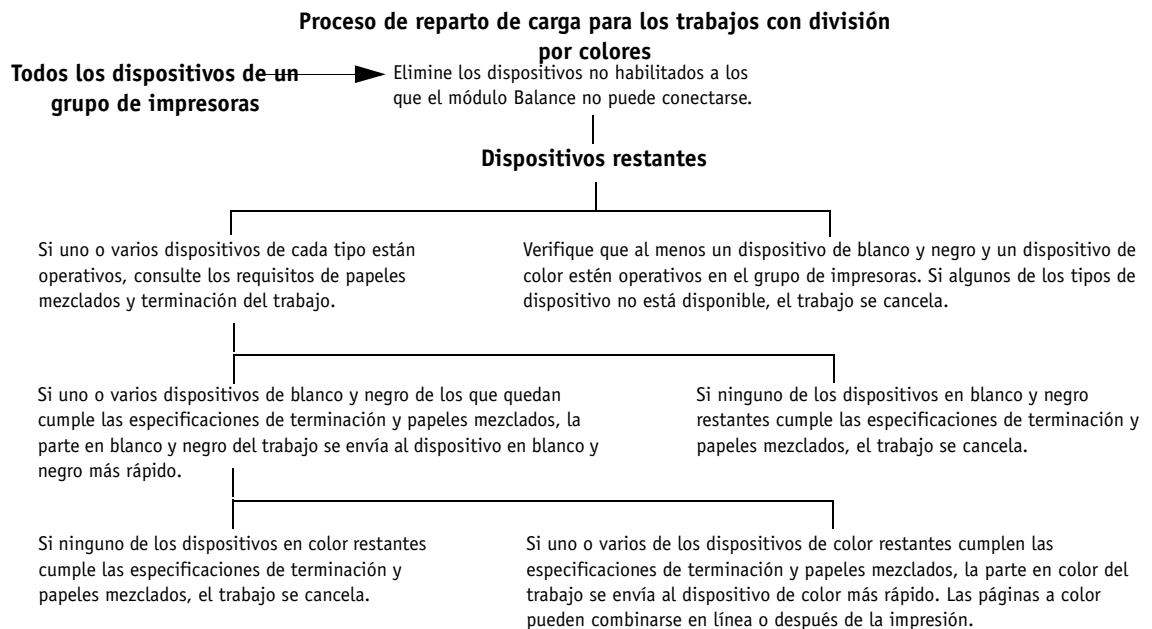 Proceso de reparto de carga para los trabajos con división
por colores
Todos los dispositivos de un
grupo de impresoras
Elimine los dispositivos no habilitados a los
que el módulo Balance no puede conectarse.
Dispositivos restantes
Si uno o varios dispositivos de cada tipo están
operativos, consulte los requisitos de papeles
mezclados y terminación del trabajo.
Verifique que al menos un dispositivo de blanco y negro y un dispositivo de
color estén operativos en el grupo de impresoras. Si algunos de los tipos de
dispositivo no está disponible, el trabajo se cancela.
Si uno o varios dispositivos de blanco y negro de los que quedan
cumple las especificaciones de terminación y papeles mezclados, la
parte en blanco y negro del trabajo se envía al dispositivo en blanco y
negro más rápido.
Si ninguno de los dispositivos en blanco y negro
restantes cumple las especificaciones de terminación y
papeles mezclados, el trabajo se cancela.
Si ninguno de los dispositivos en color restantes
cumple las especificaciones de terminación y
papeles mezclados, el trabajo se cancela.
Si uno o varios de los dispositivos de color restantes cumplen las
especificaciones de terminación y papeles mezclados, la parte en color del
trabajo se envía al dispositivo de color más rápido. Las páginas a color
pueden combinarse en línea o después de la impresión.